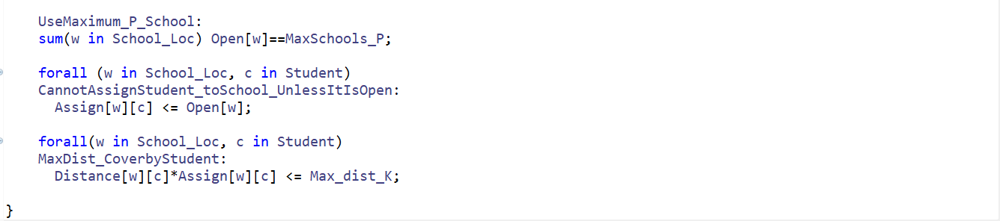 UseMaximum_P_School:
sum(w in School_Loc) Open[w]==MaxSchools_P;
forall (w in School_Loc, c in Student)
CannotAssignStudent_toSchool_UnlessItIsOpen:
Assign[w][c] <= Open[w];
forall(w in School_Loc, c in Student)
MaxDist_CoverbyStudent:
Distance[w][c]*Assign[w][c] <= Max_dist_K;
}